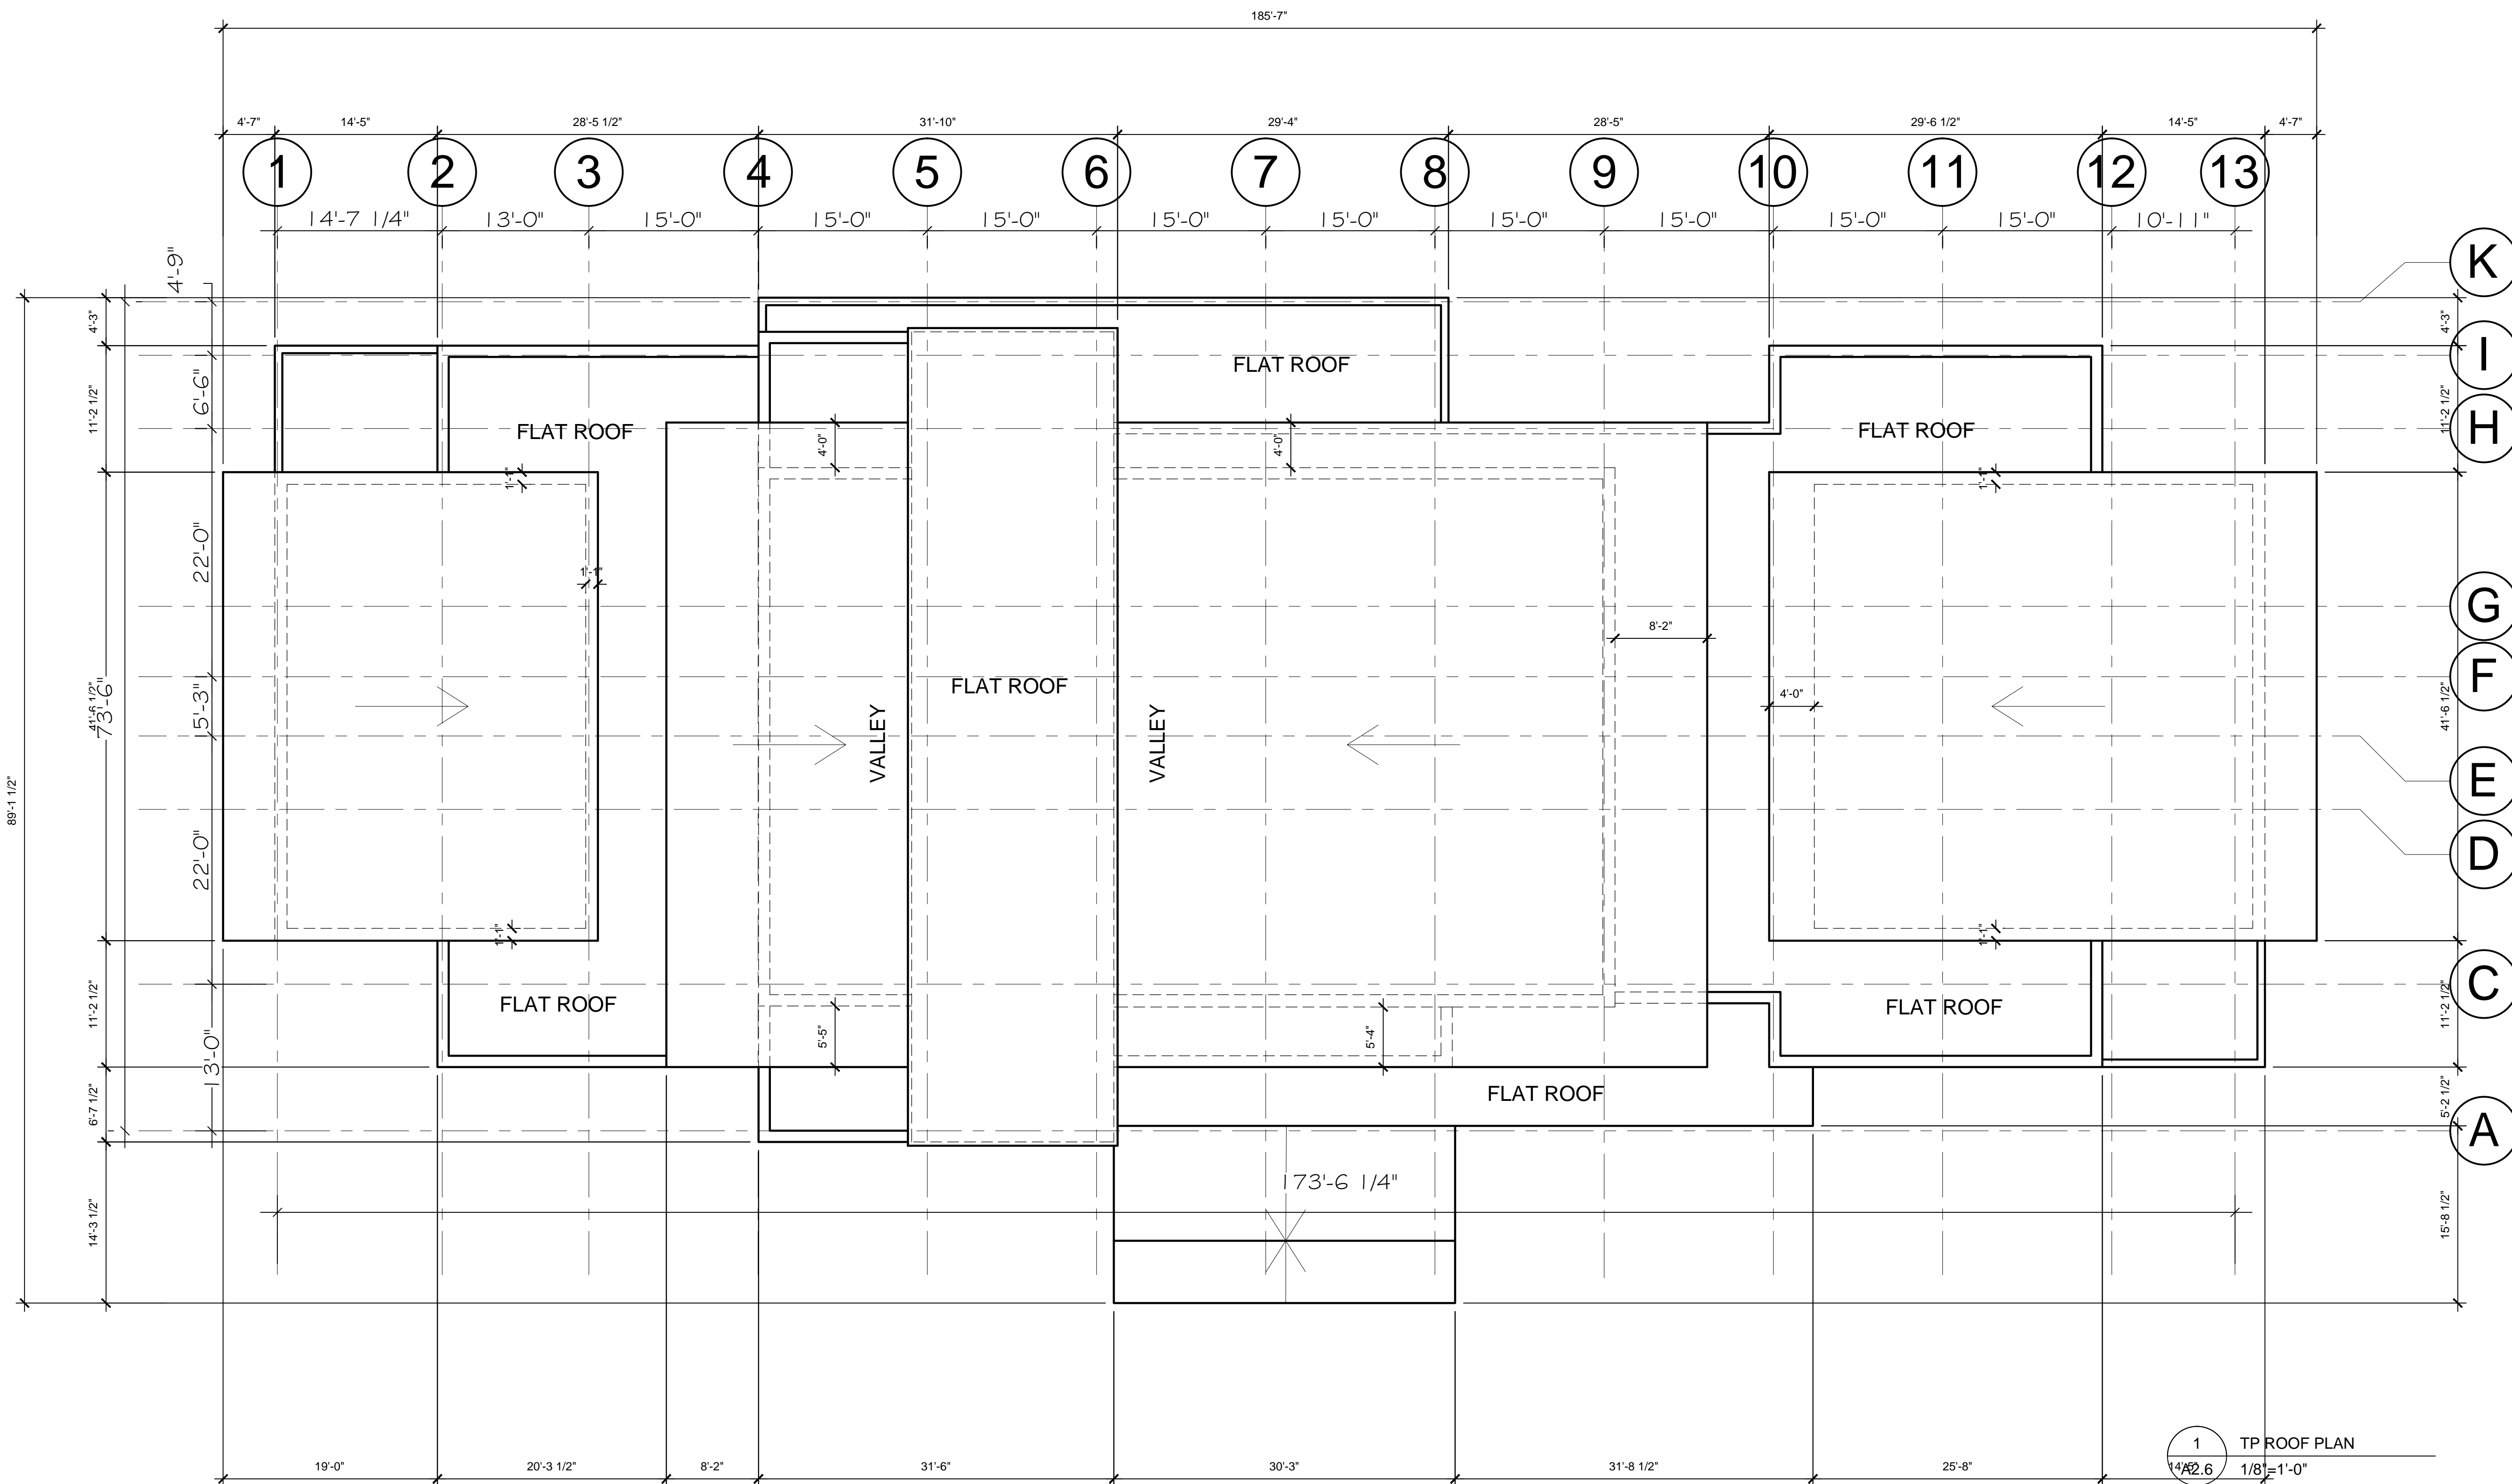 185'-7"
4'-7" 14'-5" 28'-5 1/2" 31'-10" 29'-4" 28'-5" 29'-6 1/2" 14'-5" 4'-7"
1 2 3 4 5 6 7 8 9 10 11 12 13
14'-7 1/4" 13'-0" 15'-0" 15'-0" 15'-0" 15'-0" 15'-0" 15'-0" 15'-0" 15'-0" 15'-0" 10'-11"
K
I
H
G
F
E
D
C
A
89'-1 1/2"
4'-3"
11'-2 1/2"
41'-6 1/2"
11'-2 1/2"
6'-7 1/2"
14'-3 1/2"
73'-6"
4'-9"
6'-6"
22'-0"
5'-3"
22'-0"
13'-0"
FLAT ROOF
FLAT ROOF
FLAT ROOF
4'-0"
4'-0"
1'-1"
1'-1"
1'-1"
8'-2"
FLAT ROOF
4'-0"
VALLEY
VALLEY
1'-1"
1'-1"
FLAT ROOF
FLAT ROOF
5'-5"
5'-4"
FLAT ROOF
173'-6 1/4"
4'-3"
11'-2 1/2"
41'-6 1/2"
11'-2 1/2"
5'-2 1/2"
15'-8 1/2"
1 TP ROOF PLAN
A2.6 1/8"=1'-0"
19'-0" 20'-3 1/2" 8'-2" 31'-6" 30'-3" 31'-8 1/2" 25'-8" 14'-5"